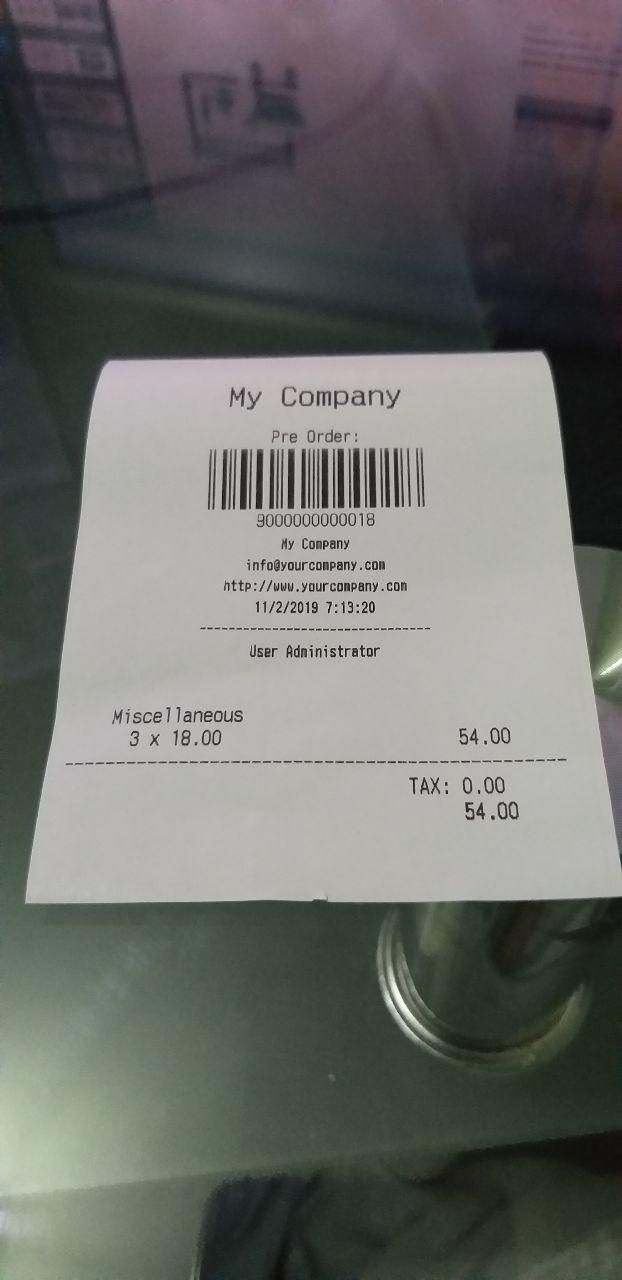 My Company
Pre Order:
9000000000018
My Company
info@yourcompany.com
http://www.yourcompany.com
11/2/2019 7:13:20
--------------------------------
User Administrator
Miscellaneous
3 x 18.00 54.00
------------------------------------------------
TAX: 0.00
54.00